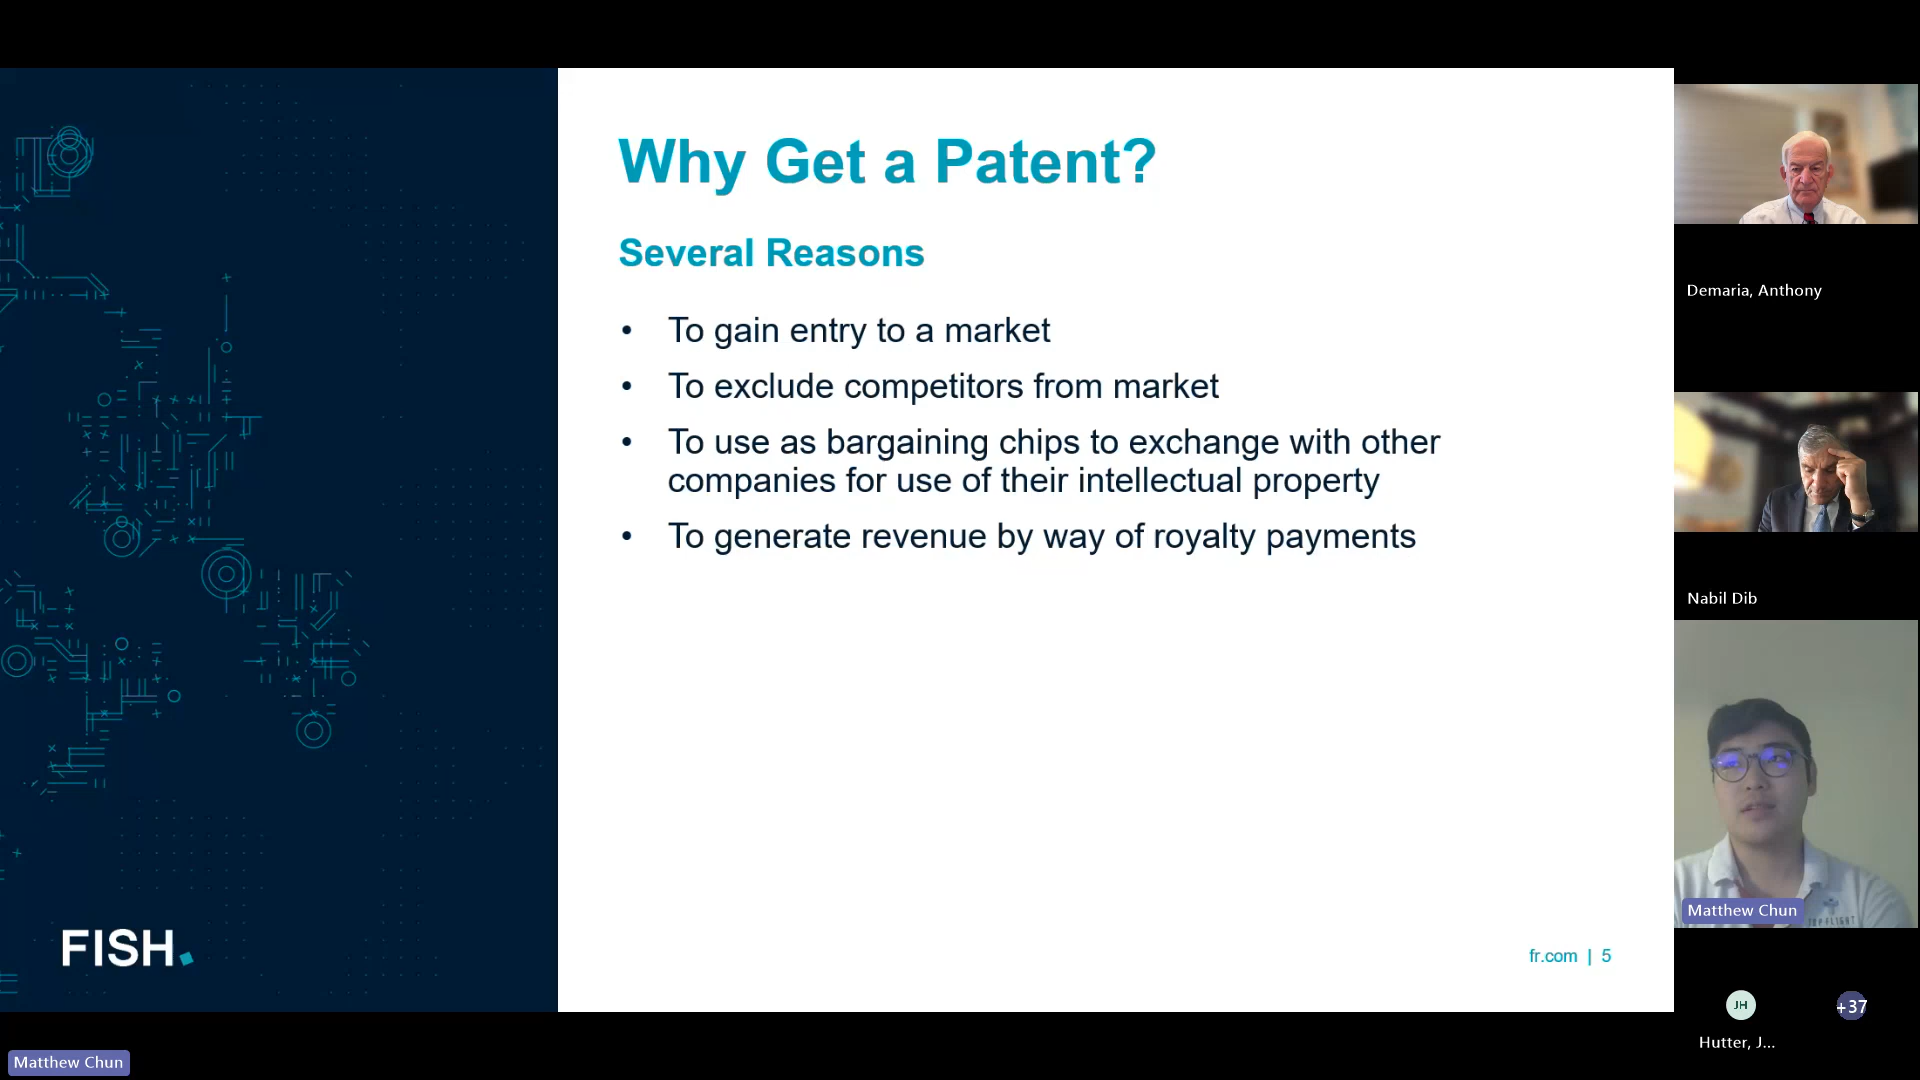 Why Get a Patent?
Several Reasons
• To gain entry to a market
• To exclude competitors from market
• To use as bargaining chips to exchange with other
companies for use of their intellectual property
• To generate revenue by way of royalty payments
FISH.
fr.com | 5
Matthew Chun
Demaria, Anthony
Nabil Dib
Matthew Chun
TOPFLIGHT
JH
+37
Hutter, J...